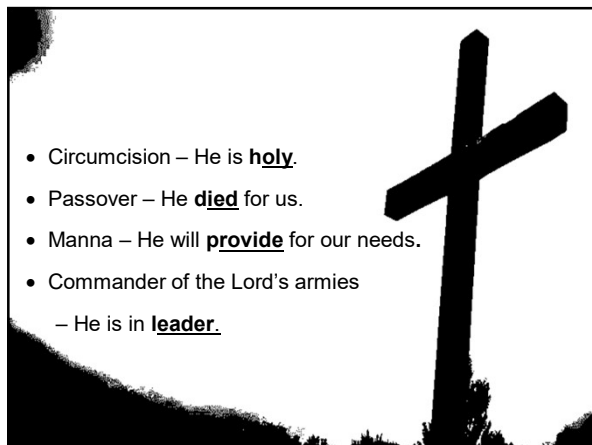 • Circumcision – He is holy.
• Passover – He died for us.
• Manna – He will provide for our needs.
• Commander of the Lord's armies
– He is in leader.